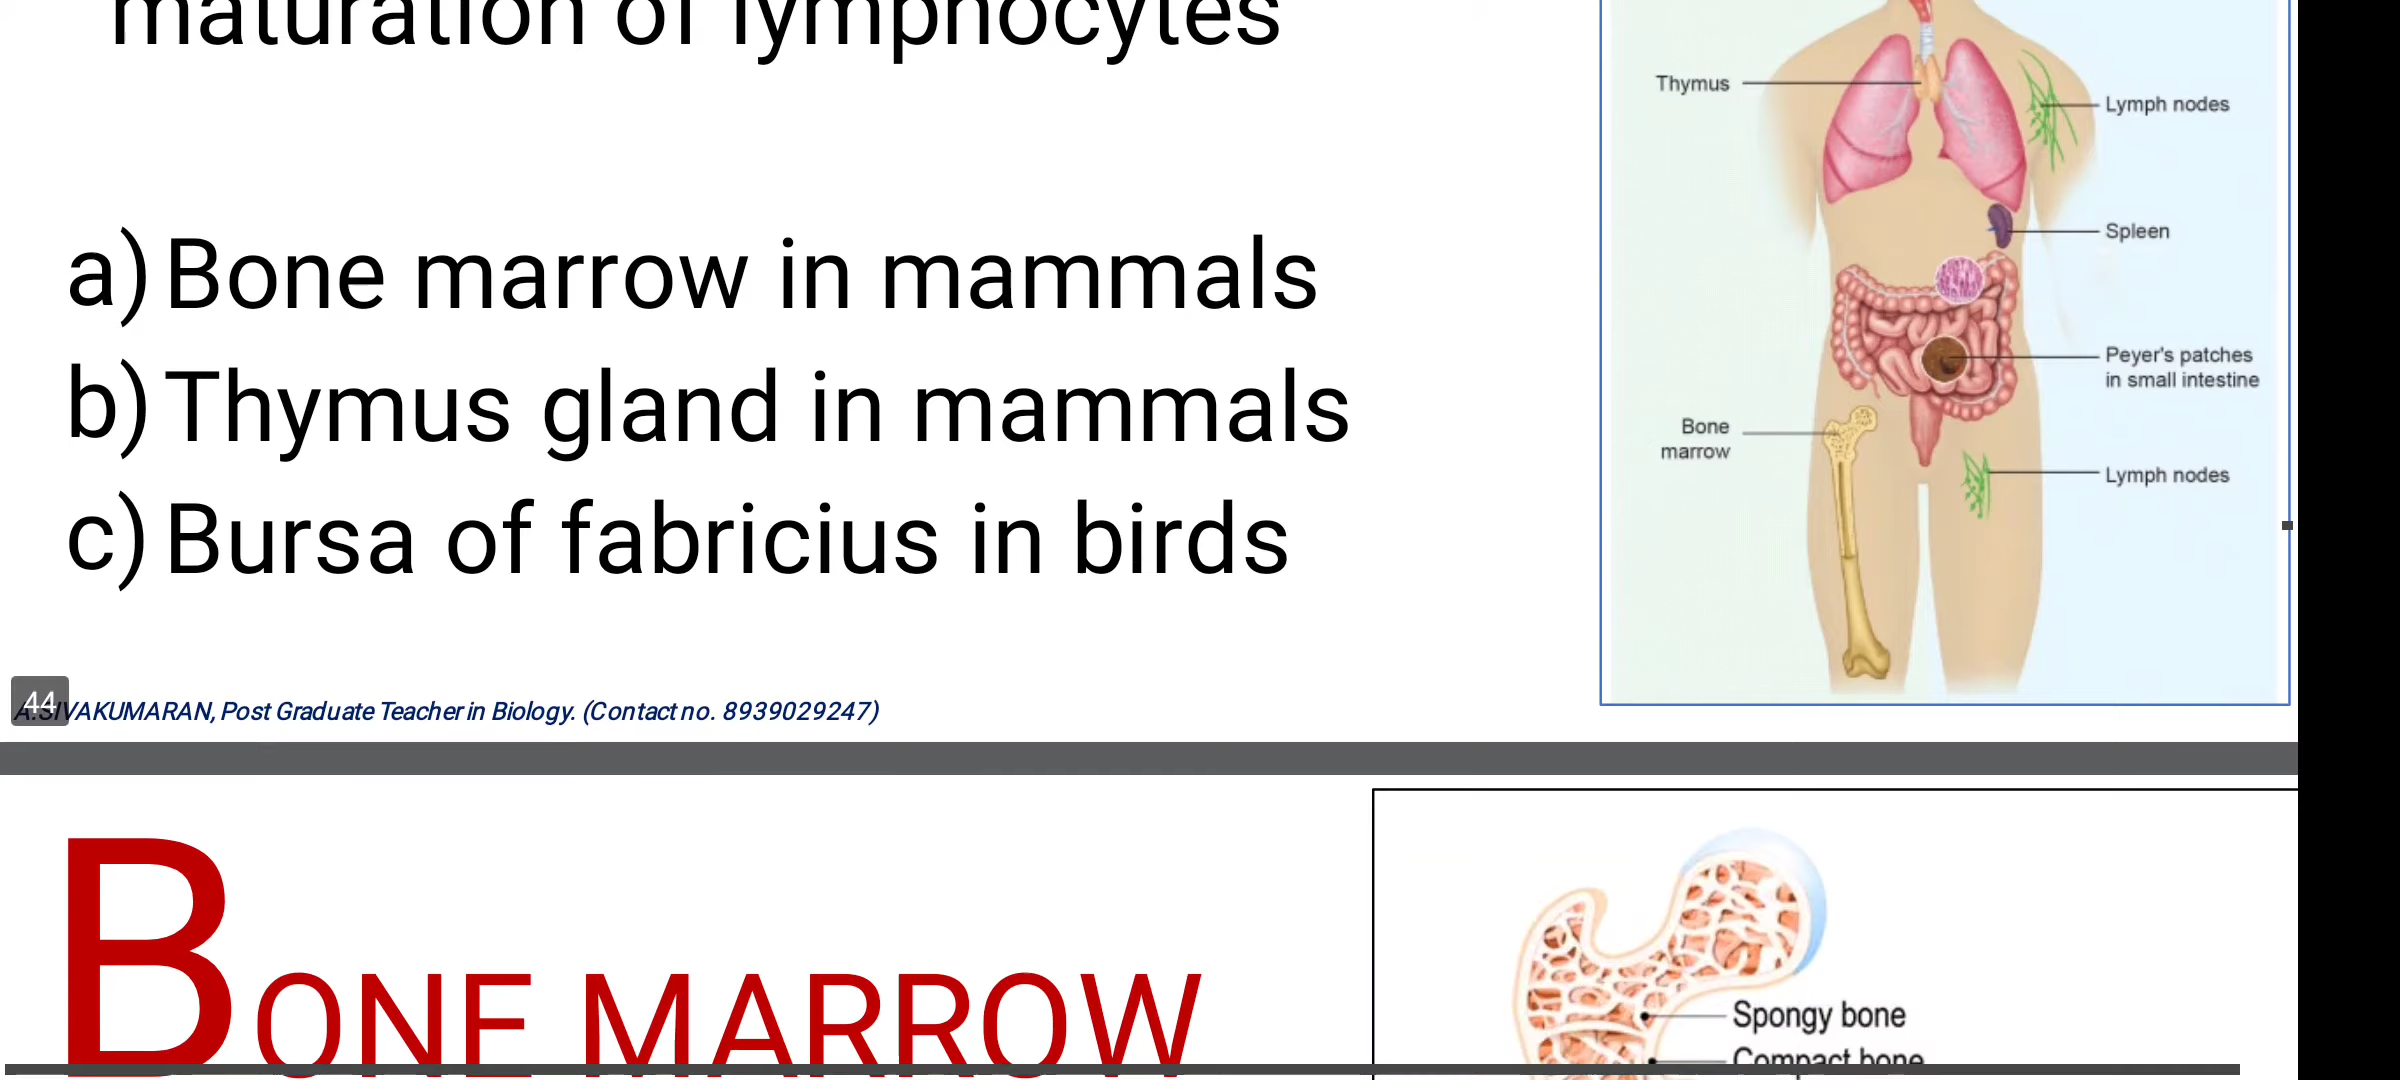 maturation of lymphocytes
a) Bone marrow in mammals
b) Thymus gland in mammals
c) Bursa of fabricius in birds
Thymus
Lymph nodes
Spleen
Peyer's patches
in small intestine
Bone
marrow
Lymph nodes
44
A.SIVAKUMARAN, Post Graduate Teacher in Biology. (Contact no. 8939029247)
BONE MARROW
Spongy bone
Compact bone